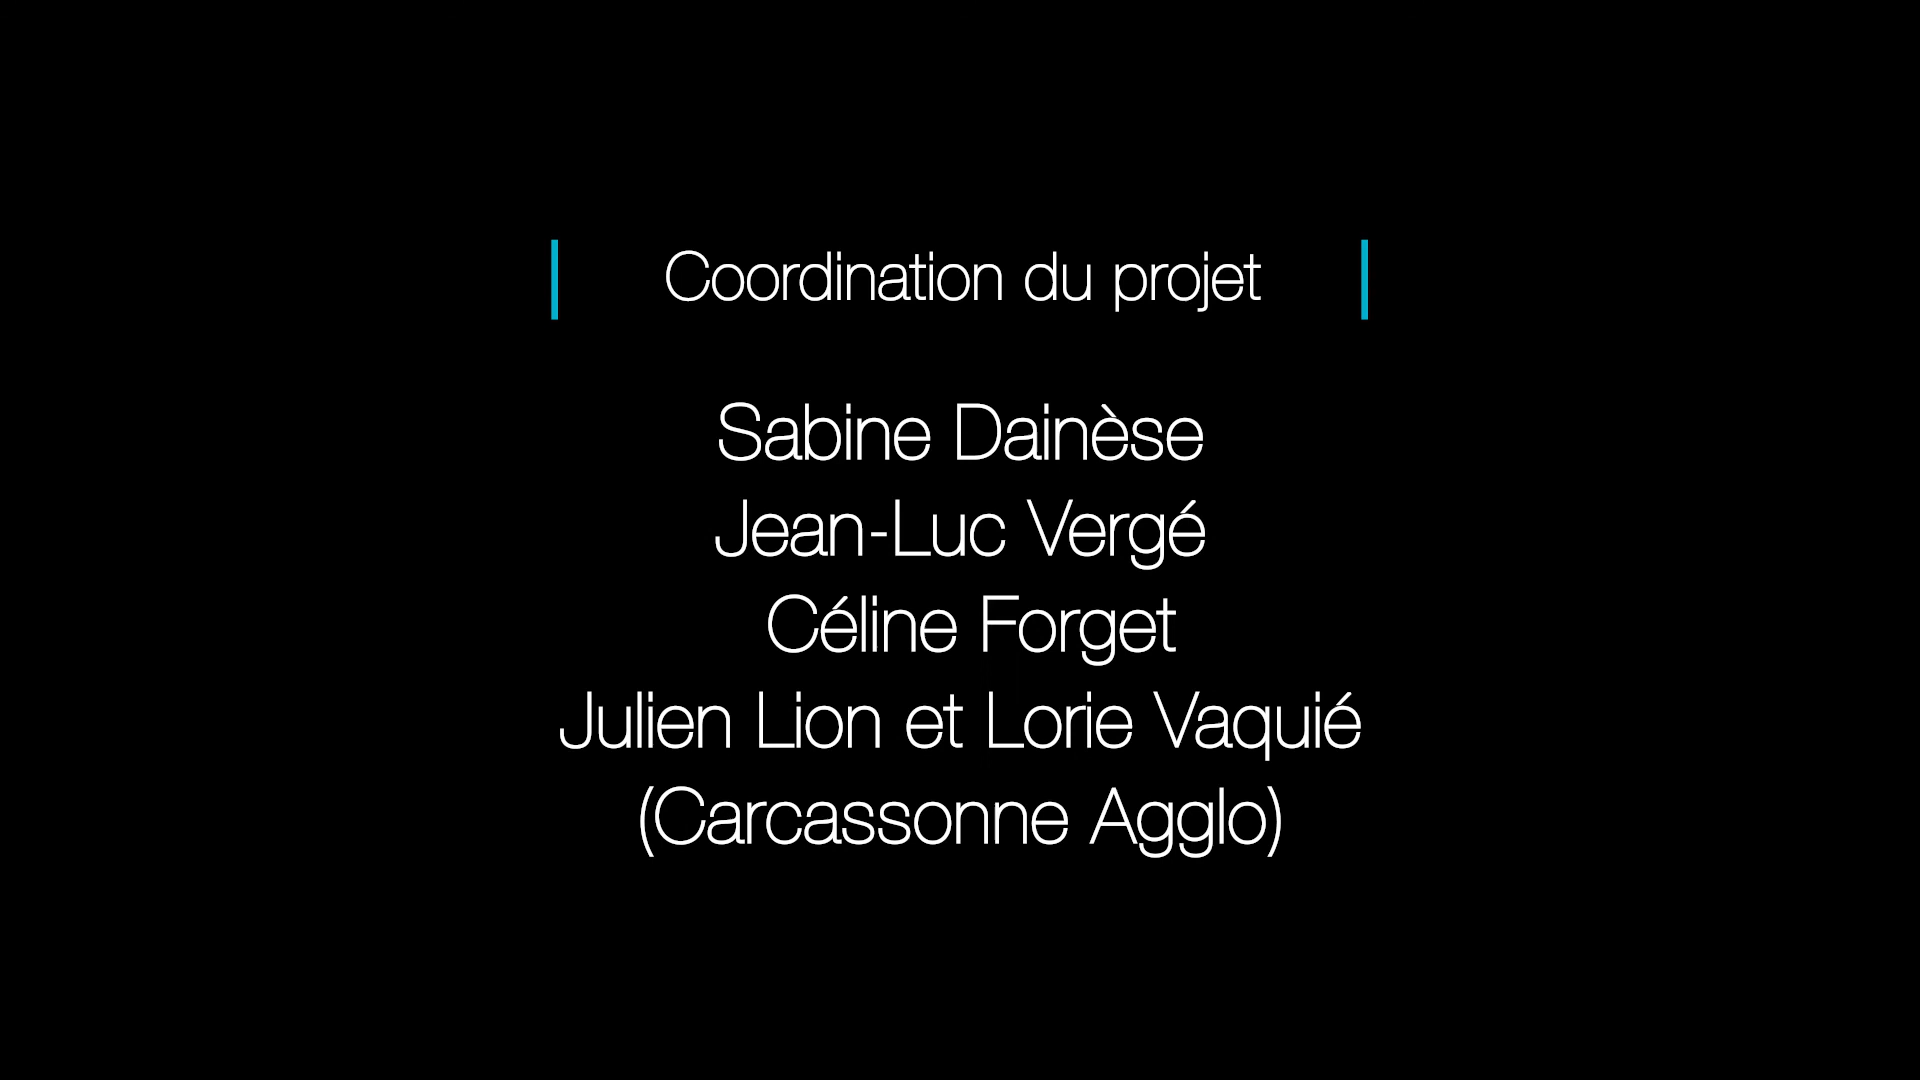 Coordination du projet
Sabine Dainèse
Jean-Luc Vergé
Céline Forget
Julien Lion et Lorie Vaquié
(Carcassonne Agglo)